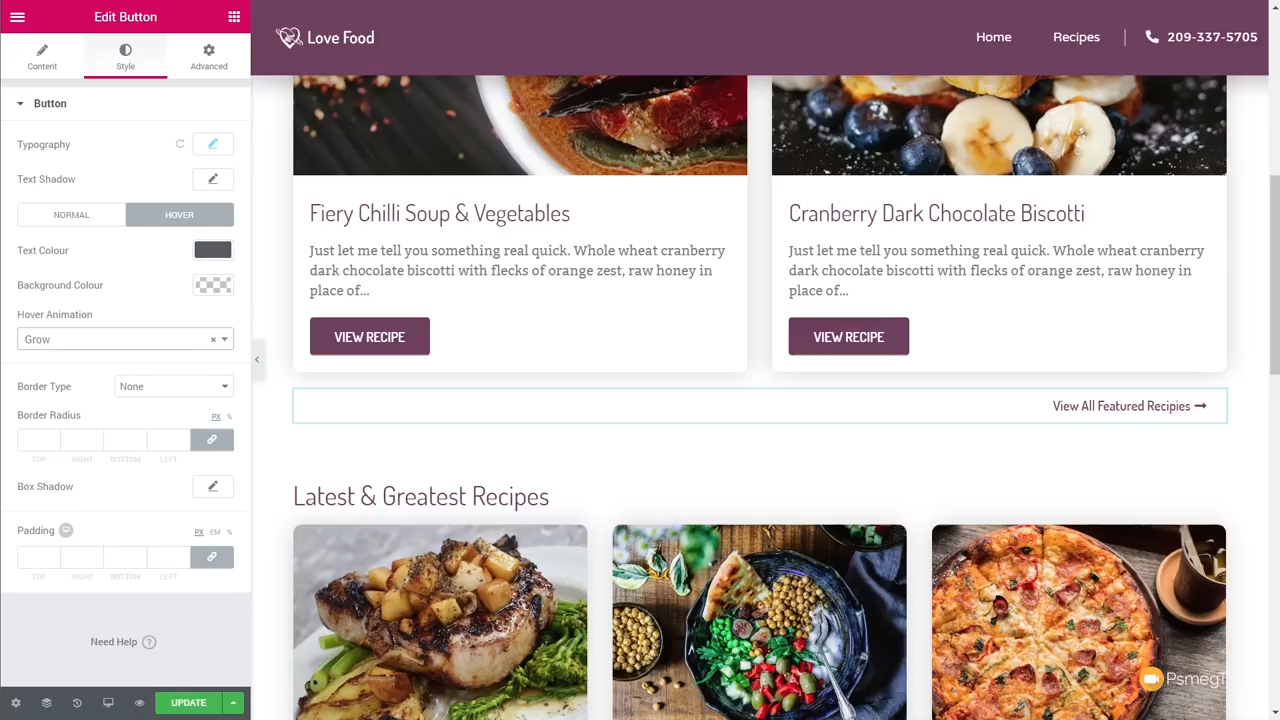 Edit Button
Content
Style
Advanced
Button
Typography
Text Shadow
NORMAL
HOVER
Text Colour
Background Colour
Hover Animation
Grow
×
Border Type
None
Border Radius
PX %
TOP RIGHT BOTTOM LEFT
Box Shadow
Padding
PX EM %
TOP RIGHT BOTTOM LEFT
Need Help ?
UPDATE
Love Food
Home
Recipes
209-337-5705
Fiery Chilli Soup & Vegetables
Just let me tell you something real quick. Whole wheat cranberry
dark chocolate biscotti with flecks of orange zest, raw honey in
place of...
VIEW RECIPE
Cranberry Dark Chocolate Biscotti
Just let me tell you something real quick. Whole wheat cranberry
dark chocolate biscotti with flecks of orange zest, raw honey in
place of...
VIEW RECIPE
View All Featured Recipies
Latest & Greatest Recipes